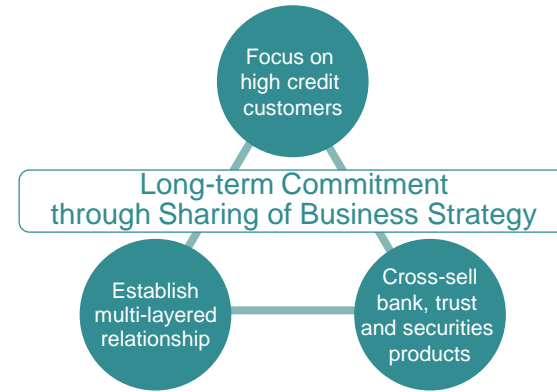 Focus on
high credit
customers
Long-term Commitment
through Sharing of Business Strategy
Establish
multi-layered
relationship
Cross-sell
bank, trust
and securities
products